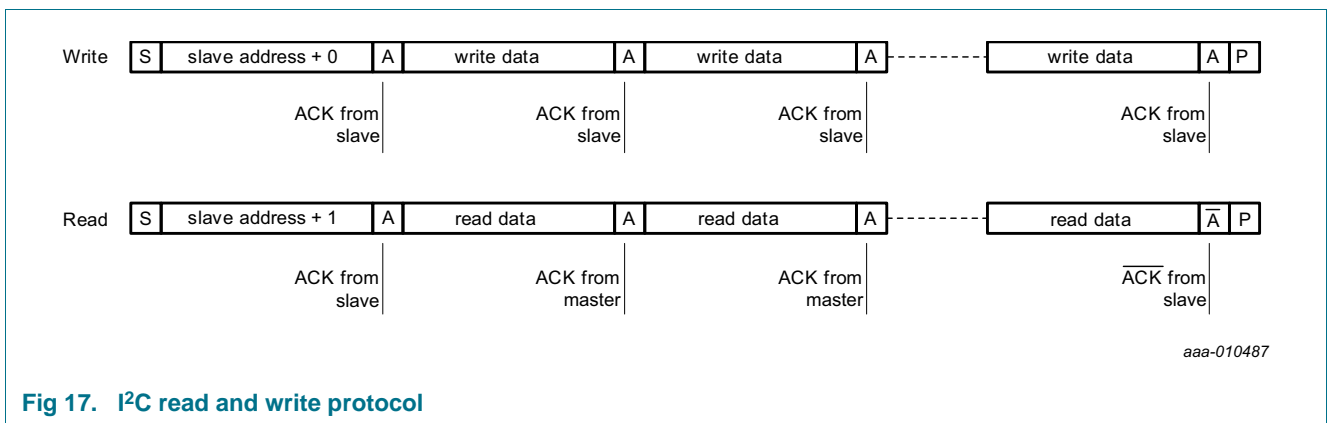 Write S slave address + 0 A write data A write data A write data A P
ACK from ACK from ACK from ACK from
slave slave slave slave
Read S slave address + 1 A read data A read data A read data A̅ P
ACK from ACK from ACK from A̅C̅K̅ from
slave master master slave
aaa-010487
Fig 17. I²C read and write protocol